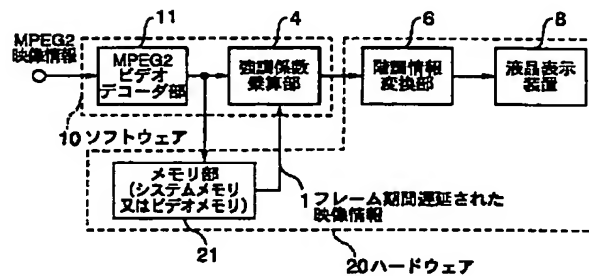 11
4
6
8
MPEG2
映像情報
MPEG2
ビデオ
デコーダ部
強調係数
乗算部
階調情報
変換部
液晶表示
装置
10 ソフトウェア
メモリ部
(システムメモリ
又はビデオメモリ)
1フレーム期間遅延された
映像情報
21
20 ハードウェア